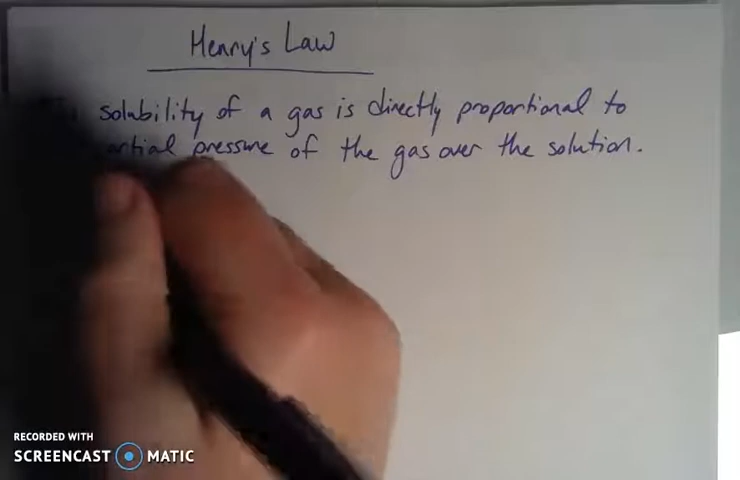 Henry's Law
solubility of a gas is directly proportional to
artial pressure of the gas over the solution.
RECORDED WITH
SCREENCAST MATIC